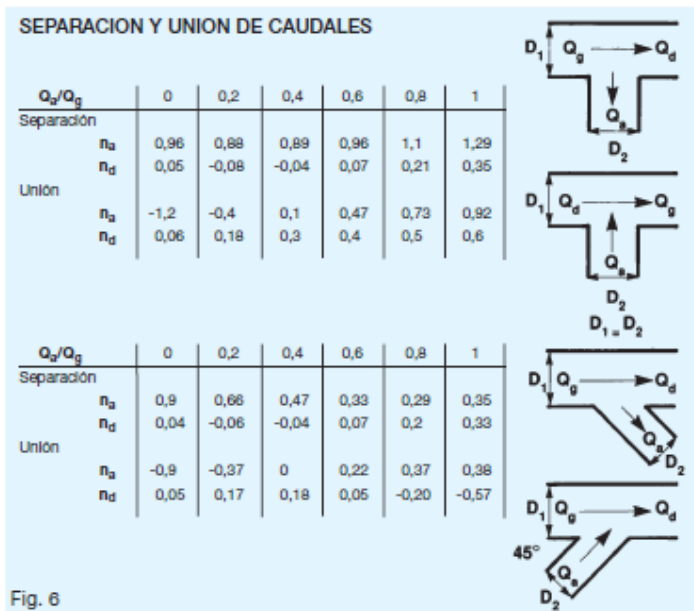 SEPARACION Y UNION DE CAUDALES
Qa/Qg 0 0,2 0,4 0,6 0,8 1
Separación
na 0,96 0,88 0,89 0,96 1,1 1,29
nd 0,05 -0,08 -0,04 0,07 0,21 0,35
Unión
na -1,2 -0,4 0,1 0,47 0,73 0,92
nd 0,06 0,18 0,3 0,4 0,5 0,6
D1 Qg Qd
Qa
D2
D1 Qd Qg
Qa
D2
D1 = D2
Qa/Qg 0 0,2 0,4 0,6 0,8 1
Separación
na 0,9 0,66 0,47 0,33 0,29 0,35
nd 0,04 -0,06 -0,04 0,07 0,2 0,33
Unión
na -0,9 -0,37 0 0,22 0,37 0,38
nd 0,05 0,17 0,18 0,05 -0,20 -0,57
D1 Qg Qd
Qa
D2
D1 Qg Qd
45°
Qa
D2
Fig. 6